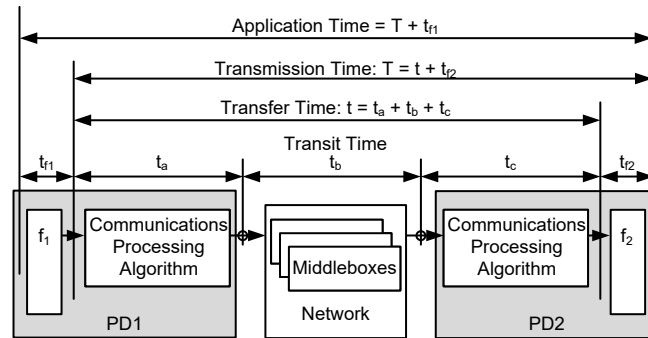 Application Time = T + tf1
Transmission Time: T = t + tf2
Transfer Time: t = ta + tb + tc
Transit Time
tf1 ta tb tc tf2
f1
Communications
Processing
Algorithm
PD1
Middleboxes
Network
Communications
Processing
Algorithm
f2
PD2